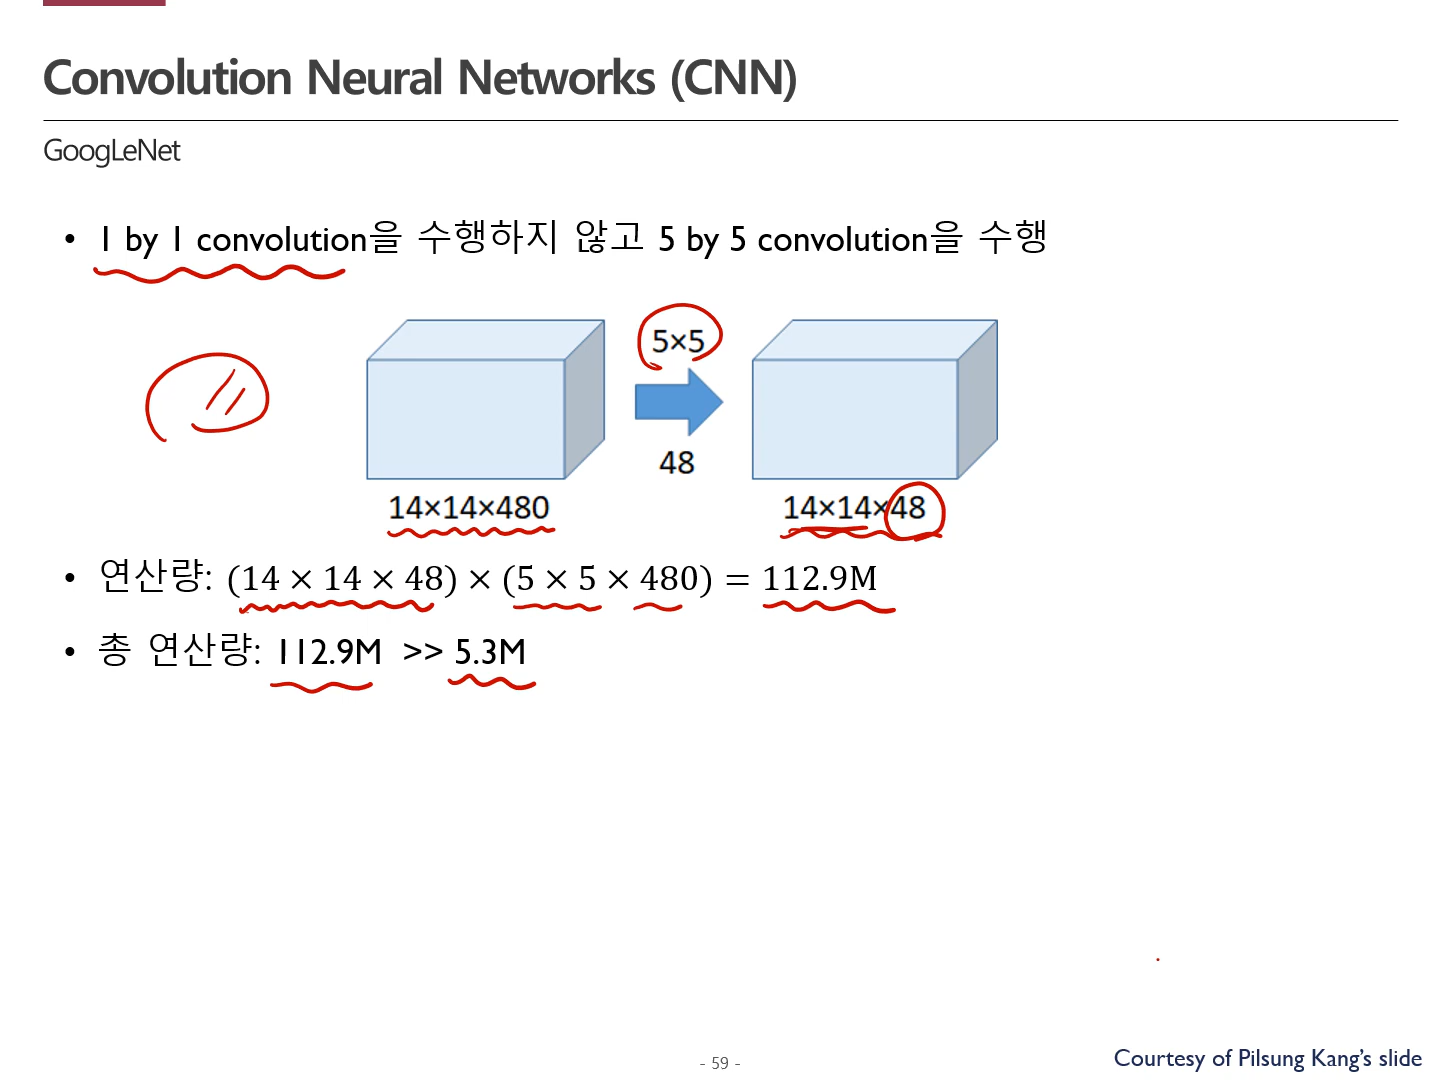 Convolution Neural Networks (CNN)
GoogLeNet
• 1 by 1 convolution을 수행하지 않고 5 by 5 convolution을 수행
5×5
48
14×14×480
14×14×48
• 연산량: (14 × 14 × 48) × (5 × 5 × 480) = 112.9M
• 총 연산량: 112.9M >> 5.3M
- 59 -
Courtesy of Pilsung Kang's slide